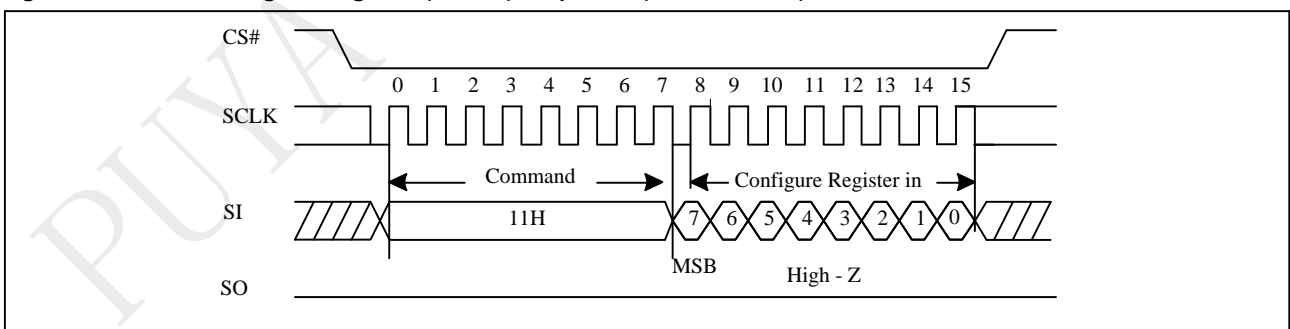 CS#
0 1 2 3 4 5 6 7 8 9 10 11 12 13 14 15
SCLK
Command
Configure Register in
SI
11H
7 6 5 4 3 2 1 0
MSB
High - Z
SO
PUYA